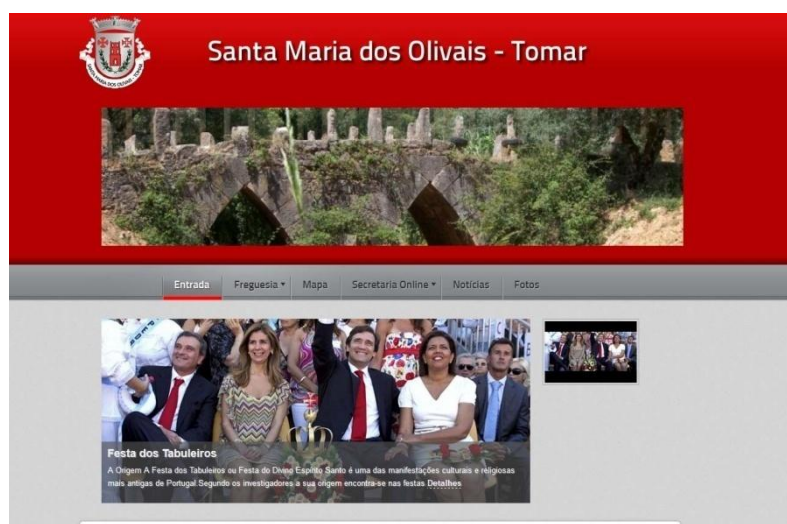 Santa Maria dos Olivais - Tomar
Entrada Freguesia Mapa Secretaria Online Notícias Fotos
Festa dos Tabuleiros
A Origem A Festa dos Tabuleiros ou Festa do Divino Espirito Santo é uma das manifestações culturais e religiosas
mais antigas de Portugal.Segundo os investigadores a sua origem encontra-se nas festas Detalhos